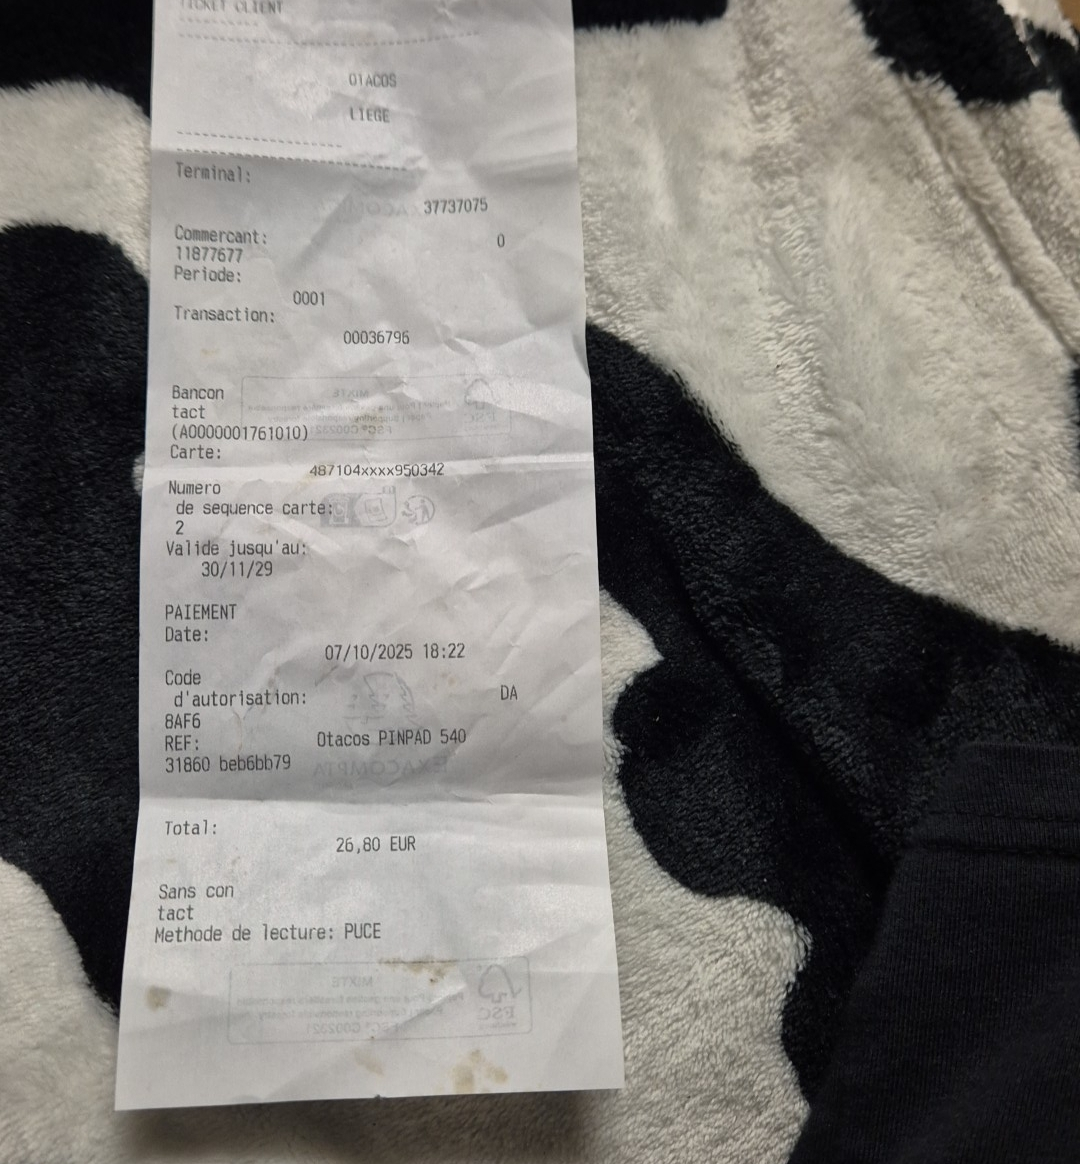 TICKET CLIENT
OTACOS
LIEGE
Terminal:
37737075
Commercant: 0
11877677
Periode:
0001
Transaction:
00036796
Bancon
tact
(A0000001761010)
Carte:
487104xxxx950342
Numero
de sequence carte:
2
Valide jusqu'au:
30/11/29
PAIEMENT
Date:
07/10/2025 18:22
Code
d'autorisation: DA
8AF6
REF: Otacos PINPAD 540
31860 beb6bb79
Total:
26,80 EUR
Sans con
tact
Methode de lecture: PUCE